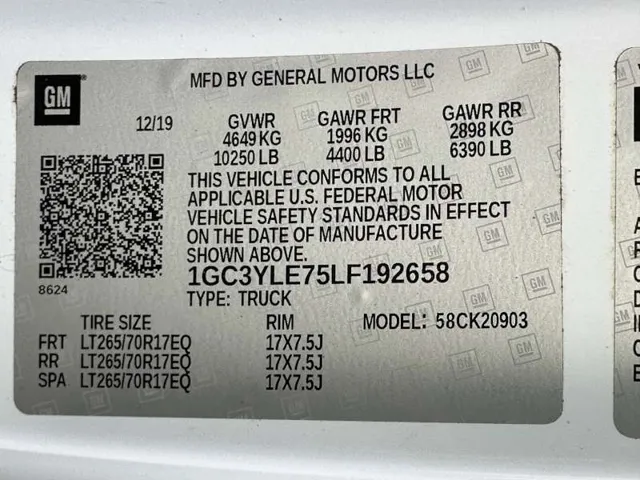 GM
MFD BY GENERAL MOTORS LLC
12/19 GVWR GAWR FRT GAWR RR
4649 KG 1996 KG 2898 KG
10250 LB 4400 LB 6390 LB
THIS VEHICLE CONFORMS TO ALL
APPLICABLE U.S. FEDERAL MOTOR
VEHICLE SAFETY STANDARDS IN EFFECT
ON THE DATE OF MANUFACTURE
SHOWN ABOVE.
8624
1GC3YLE75LF192658
TYPE: TRUCK
TIRE SIZE RIM MODEL: 58CK20903
FRT LT265/70R17EQ 17X7.5J
RR LT265/70R17EQ 17X7.5J
SPA LT265/70R17EQ 17X7.5J